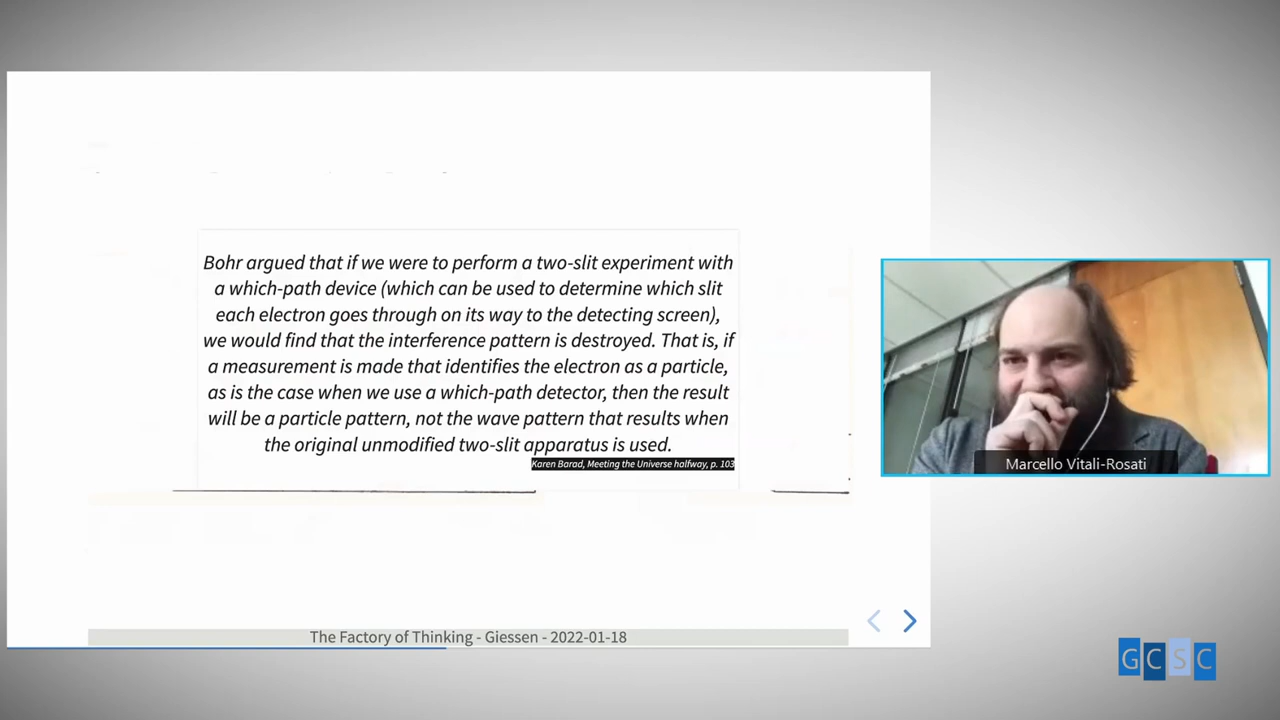 Bohr argued that if we were to perform a two-slit experiment with
a which-path device (which can be used to determine which slit
each electron goes through on its way to the detecting screen),
we would find that the interference pattern is destroyed. That is, if
a measurement is made that identifies the electron as a particle,
as is the case when we use a which-path detector, then the result
will be a particle pattern, not the wave pattern that results when
the original unmodified two-slit apparatus is used.
Karen Barad, Meeting the Universe halfway, p. 103
Marcello Vitali-Rosati
The Factory of Thinking - Giessen - 2022-01-18
GCSC